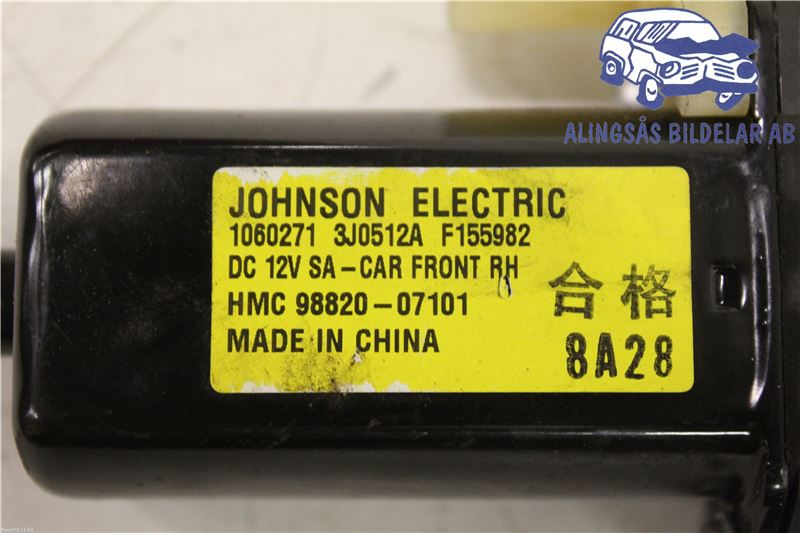 ALINGSÅS BILDELAR AB
JOHNSON ELECTRIC
1060271 3J0512A F155982
DC 12V SA-CAR FRONT RH
HMC 98820-07101
MADE IN CHINA
合格
8A28